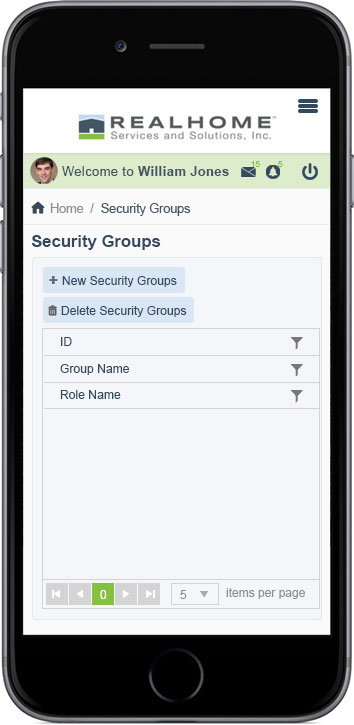 REALHOME
Services and Solutions, Inc.
Welcome to William Jones 15 5
Home / Security Groups
Security Groups
+ New Security Groups
Delete Security Groups
ID
Group Name
Role Name
0 5 items per page